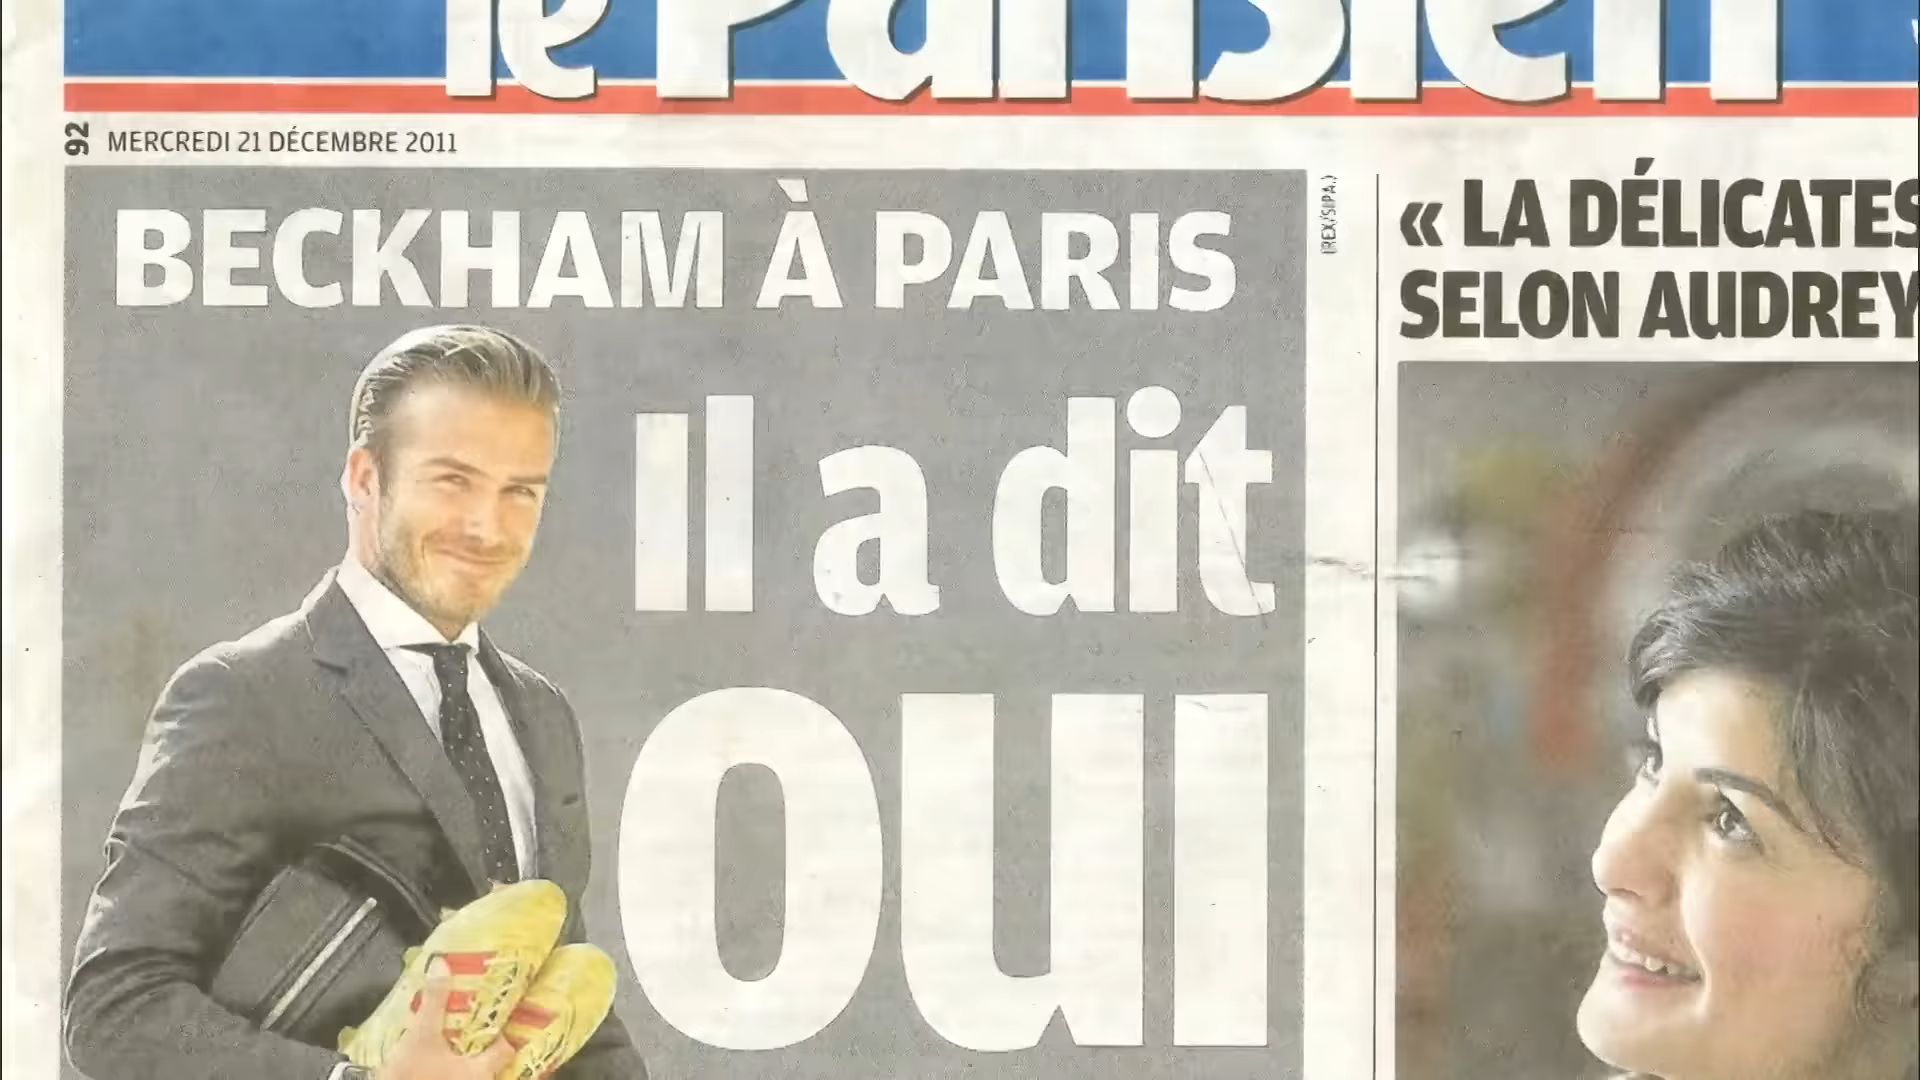 le Parisien
92 MERCREDI 21 DÉCEMBRE 2011
BECKHAM À PARIS
Il a dit
OUI
(REX/SIPA.)
« LA DÉLICATES
SELON AUDREY